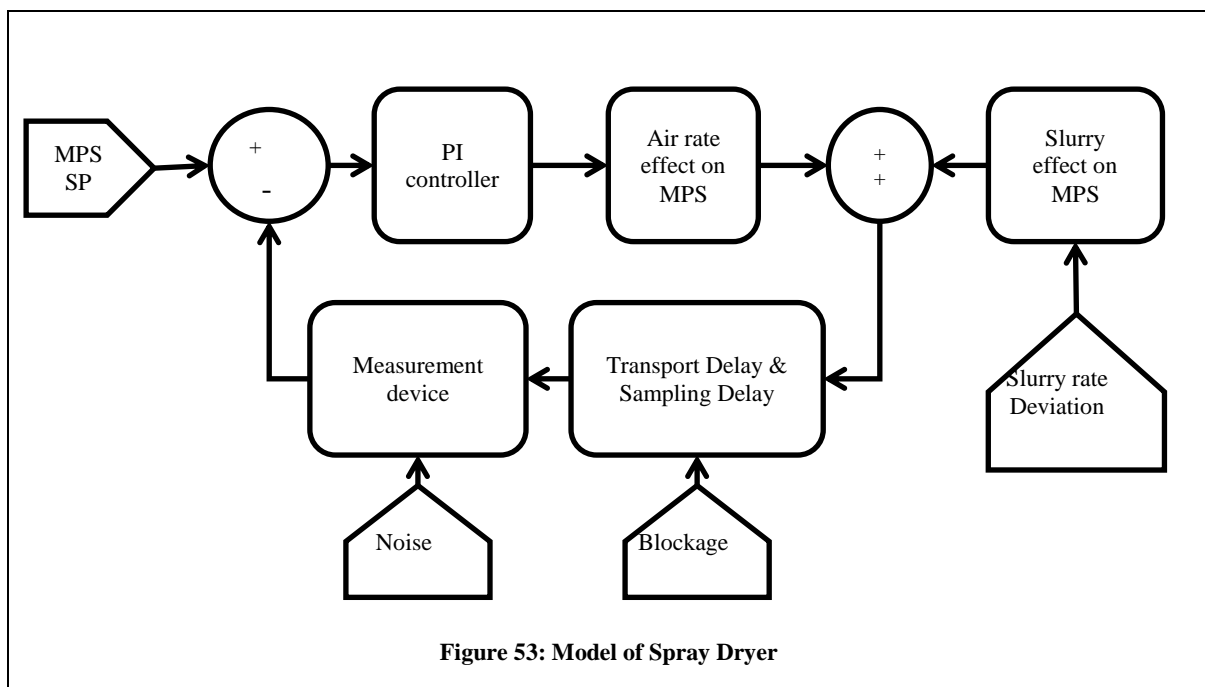 MPS
SP
+
-
PI
controller
Air rate
effect on
MPS
+
+
Slurry
effect on
MPS
Measurement
device
Transport Delay &
Sampling Delay
Slurry rate
Deviation
Noise
Blockage
Figure 53: Model of Spray Dryer